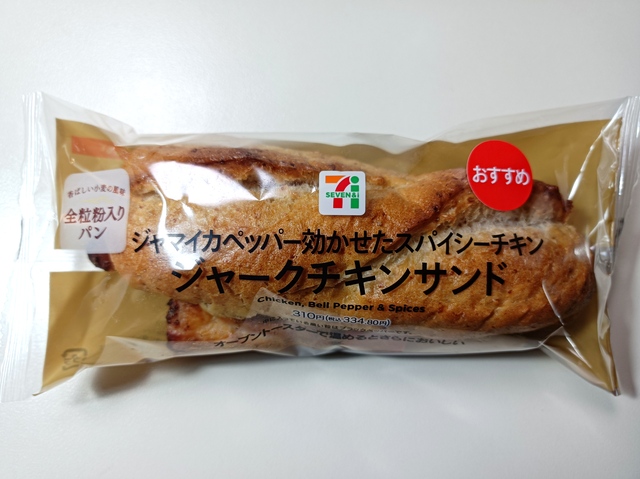 おすすめ
SEVEN&i
香ばしい小麦の風味
全粒粉入り
パン
ジャマイカペッパー効かせたスパイシーチキン
ジャークチキンサンド
Chicken, Bell Pepper & Spices
310円(税込334.80円)
オーブントースターで温めるとさらにおいしい